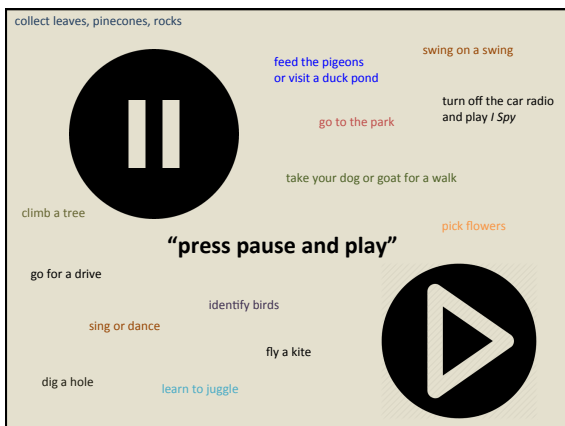 collect leaves, pinecones, rocks
swing on a swing
feed the pigeons
or visit a duck pond
turn off the car radio
and play I Spy
go to the park
take your dog or goat for a walk
climb a tree
pick flowers
“press pause and play”
go for a drive
identify birds
sing or dance
fly a kite
dig a hole
learn to juggle